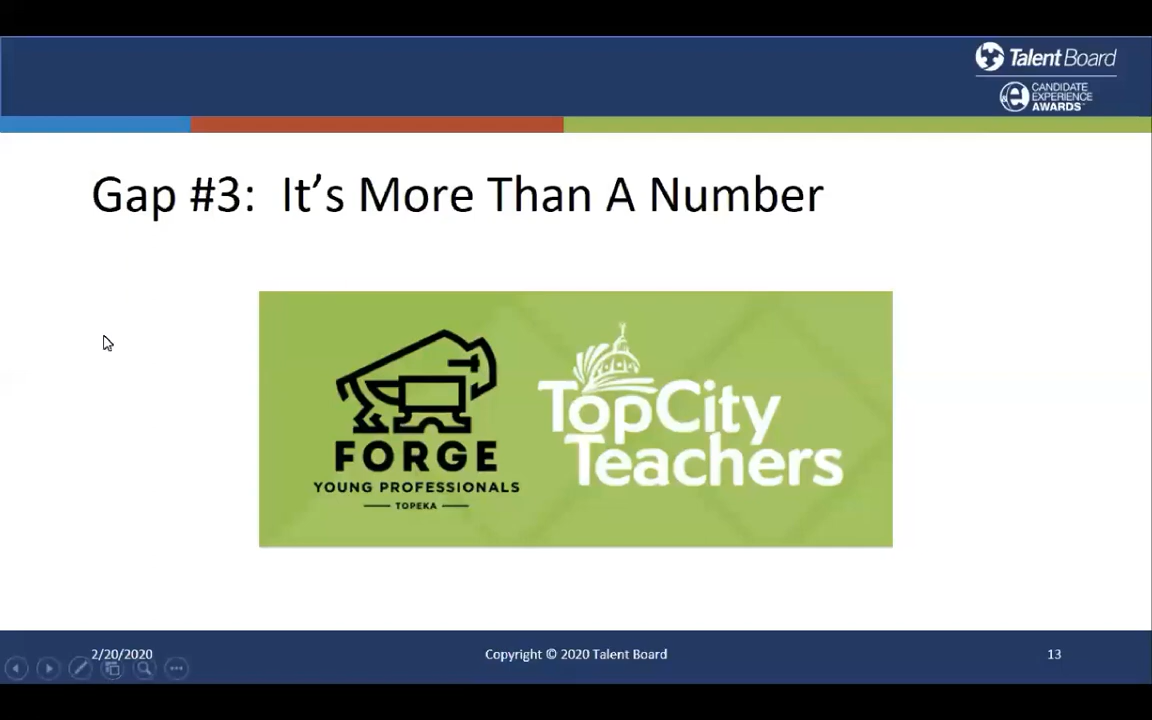 Talent Board
CANDIDATE
EXPERIENCE
AWARDS
Gap #3: It's More Than A Number
FORGE
YOUNG PROFESSIONALS
TOPEKA
TopCity
Teachers
2/20/2020
Copyright © 2020 Talent Board
13